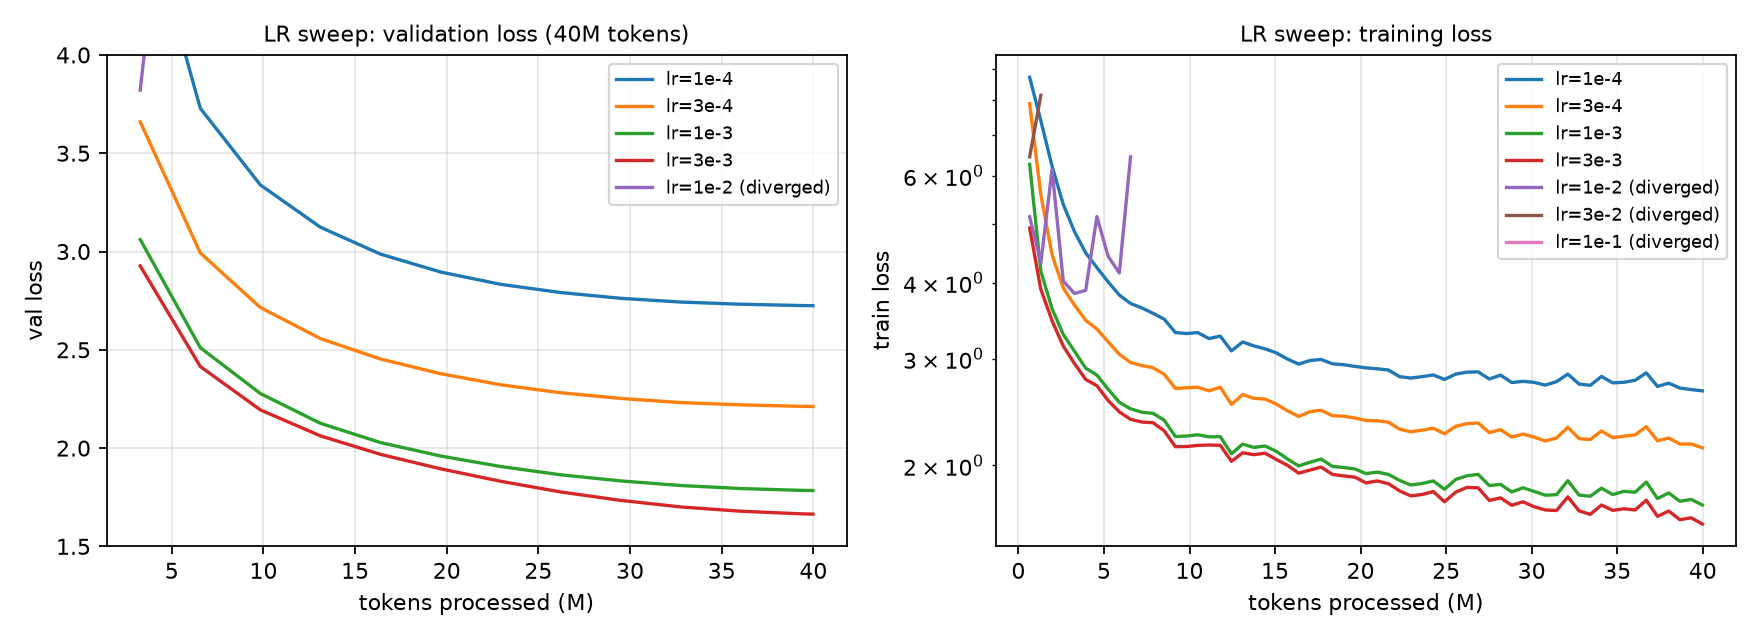 LR sweep: validation loss (40M tokens)
val loss
4.0
3.5
3.0
2.5
2.0
1.5
5
10
15
20
25
30
35
40
tokens processed (M)
lr=1e-4
lr=3e-4
lr=1e-3
lr=3e-3
lr=1e-2 (diverged)
LR sweep: training loss
train loss
6 × 10⁰
4 × 10⁰
3 × 10⁰
2 × 10⁰
0
5
10
15
20
25
30
35
40
tokens processed (M)
lr=1e-4
lr=3e-4
lr=1e-3
lr=3e-3
lr=1e-2 (diverged)
lr=3e-2 (diverged)
lr=1e-1 (diverged)